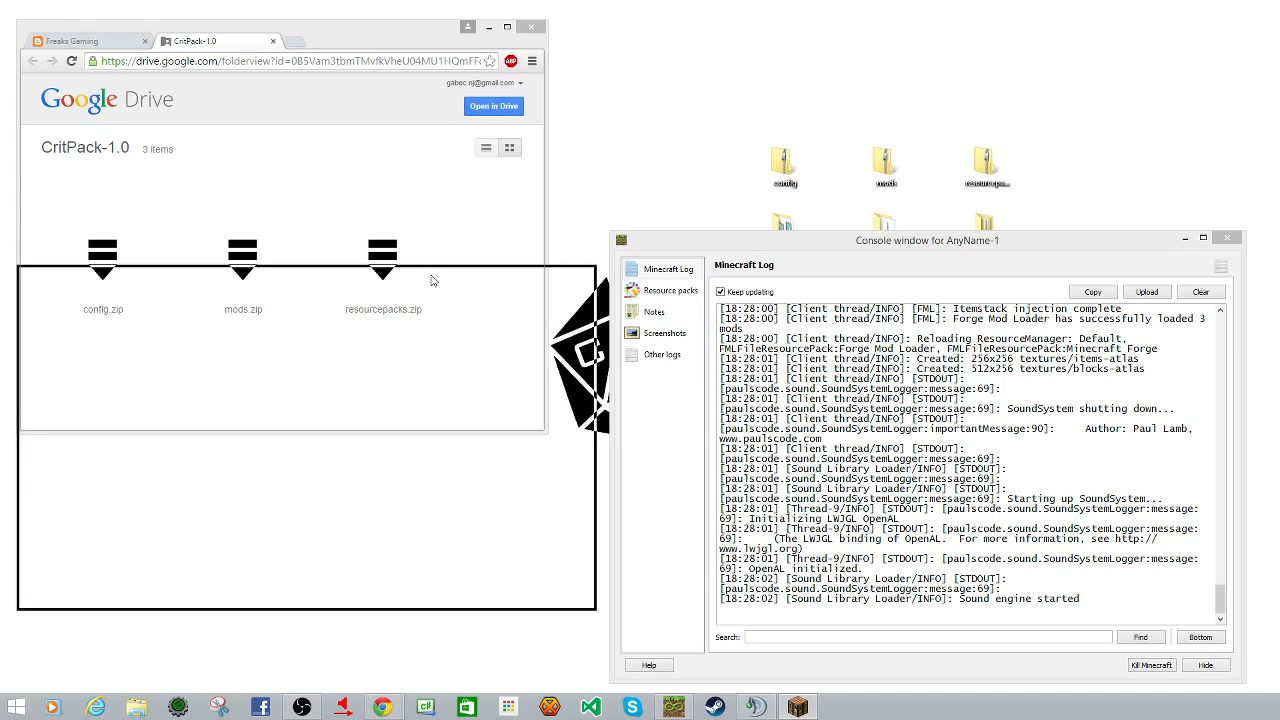 Freaks Gaming
CritPack-1.0
https://drive.google.com/folderview?id=0B5Vam3tbmTMvfkVheU04MU1HQmFF
ABP
gabec.nj@gmail.com
Google Drive
Open in Drive
CritPack-1.0 3 items
config.zip
mods.zip
resourcepacks.zip
config
mods
resourcepa...
Console window for AnyName-1
Minecraft Log
Resource packs
Notes
Screenshots
Other logs
Minecraft Log
Keep updating
Copy
Upload
Clear
[18:28:00] [Client thread/INFO] [FML]: Itemstack injection complete
[18:28:00] [Client thread/INFO] [FML]: Forge Mod Loader has successfully loaded 3
mods
[18:28:00] [Client thread/INFO]: Reloading ResourceManager: Default,
FMLFileResourcePack:Forge Mod Loader, FMLFileResourcePack:Minecraft Forge
[18:28:01] [Client thread/INFO]: Created: 256x256 textures/items-atlas
[18:28:01] [Client thread/INFO]: Created: 512x256 textures/blocks-atlas
[18:28:01] [Client thread/INFO] [STDOUT]:
[paulscode.sound.SoundSystemLogger:message:69]:
[18:28:01] [Client thread/INFO] [STDOUT]:
[paulscode.sound.SoundSystemLogger:message:69]: SoundSystem shutting down...
[18:28:01] [Client thread/INFO] [STDOUT]:
[paulscode.sound.SoundSystemLogger:importantMessage:90]: Author: Paul Lamb,
www.paulscode.com
[18:28:01] [Client thread/INFO] [STDOUT]:
[paulscode.sound.SoundSystemLogger:message:69]:
[18:28:01] [Sound Library Loader/INFO] [STDOUT]:
[paulscode.sound.SoundSystemLogger:message:69]:
[18:28:01] [Sound Library Loader/INFO] [STDOUT]:
[paulscode.sound.SoundSystemLogger:message:69]: Starting up SoundSystem...
[18:28:01] [Thread-9/INFO] [STDOUT]: [paulscode.sound.SoundSystemLogger:message:
69]: Initializing LWJGL OpenAL
[18:28:01] [Thread-9/INFO] [STDOUT]: [paulscode.sound.SoundSystemLogger:message:
69]: (The LWJGL binding of OpenAL. For more information, see http://
www.lwjgl.org)
[18:28:01] [Thread-9/INFO] [STDOUT]: [paulscode.sound.SoundSystemLogger:message:
69]: OpenAL initialized.
[18:28:02] [Sound Library Loader/INFO] [STDOUT]:
[paulscode.sound.SoundSystemLogger:message:69]:
[18:28:02] [Sound Library Loader/INFO]: Sound engine started
Search:
Find
Bottom
Help
Kill Minecraft
Hide